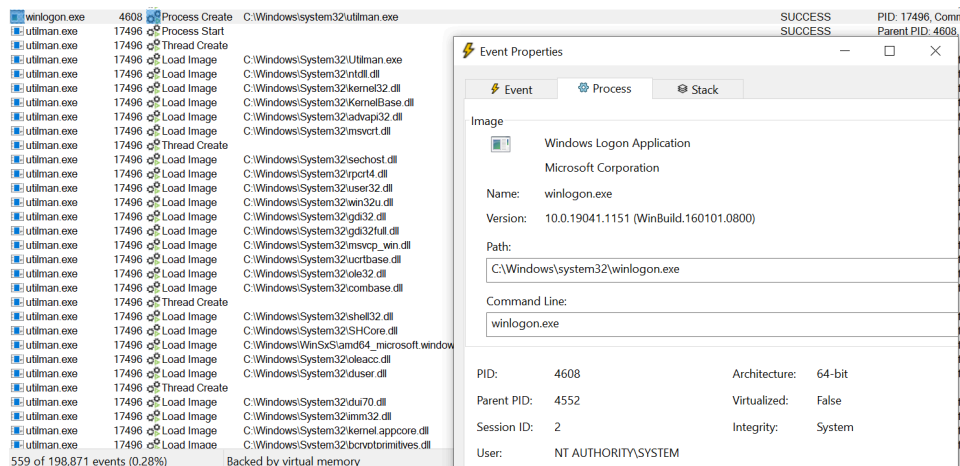 winlogon.exe 4608 Process Create C:\Windows\system32\utilman.exe SUCCESS PID: 17496, Comm
utilman.exe 17496 Process Start SUCCESS Parent PID: 4608,
utilman.exe 17496 Thread Create
utilman.exe 17496 Load Image C:\Windows\System32\Utilman.exe
utilman.exe 17496 Load Image C:\Windows\System32\ntdll.dll
utilman.exe 17496 Load Image C:\Windows\System32\kernel32.dll
utilman.exe 17496 Load Image C:\Windows\System32\KernelBase.dll
utilman.exe 17496 Load Image C:\Windows\System32\advapi32.dll
utilman.exe 17496 Load Image C:\Windows\System32\msvcrt.dll
utilman.exe 17496 Thread Create
utilman.exe 17496 Load Image C:\Windows\System32\sechost.dll
utilman.exe 17496 Load Image C:\Windows\System32\rpcrt4.dll
utilman.exe 17496 Load Image C:\Windows\System32\user32.dll
utilman.exe 17496 Load Image C:\Windows\System32\win32u.dll
utilman.exe 17496 Load Image C:\Windows\System32\gdi32.dll
utilman.exe 17496 Load Image C:\Windows\System32\gdi32full.dll
utilman.exe 17496 Load Image C:\Windows\System32\msvcp_win.dll
utilman.exe 17496 Load Image C:\Windows\System32\ucrtbase.dll
utilman.exe 17496 Load Image C:\Windows\System32\ole32.dll
utilman.exe 17496 Load Image C:\Windows\System32\combase.dll
utilman.exe 17496 Thread Create
utilman.exe 17496 Load Image C:\Windows\System32\shell32.dll
utilman.exe 17496 Load Image C:\Windows\System32\SHCore.dll
utilman.exe 17496 Load Image C:\Windows\WinSxS\amd64_microsoft.window
utilman.exe 17496 Load Image C:\Windows\System32\oleacc.dll
utilman.exe 17496 Load Image C:\Windows\System32\duser.dll
utilman.exe 17496 Thread Create
utilman.exe 17496 Load Image C:\Windows\System32\dui70.dll
utilman.exe 17496 Load Image C:\Windows\System32\imm32.dll
utilman.exe 17496 Load Image C:\Windows\System32\kernel.appcore.dll
utilman.exe 17496 Load Image C:\Windows\System32\bcryptprimitives.dll
559 of 198,871 events (0.28%) Backed by virtual memory
Event Properties
Event Process Stack
Image
Windows Logon Application
Microsoft Corporation
Name: winlogon.exe
Version: 10.0.19041.1151 (WinBuild.160101.0800)
Path:
C:\Windows\system32\winlogon.exe
Command Line:
winlogon.exe
PID: 4608 Architecture: 64-bit
Parent PID: 4552 Virtualized: False
Session ID: 2 Integrity: System
User: NT AUTHORITY\SYSTEM